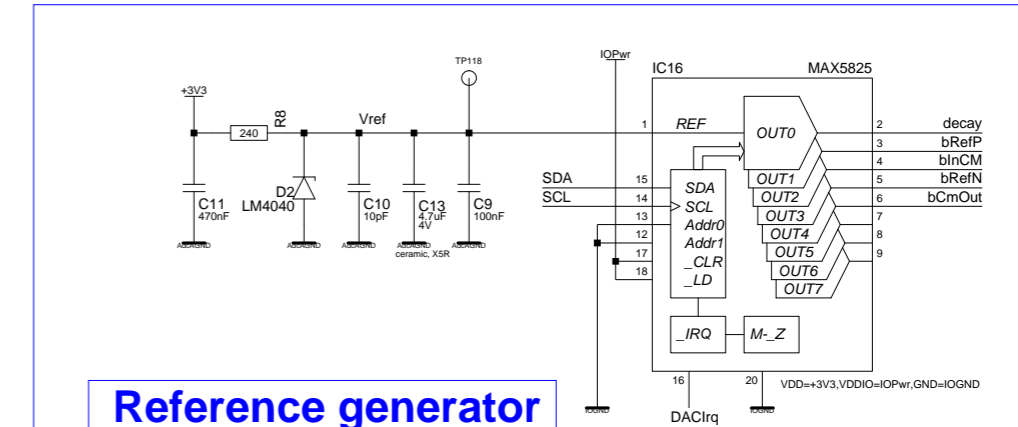 IOPwr
TP118
IC16 MAX5825
+3V3
R8
240
Vref
1 REF
OUT0
2 decay
3 bRefP
4 bInCM
5 bRefN
6 bCmOut
7
8
9
OUT1
OUT2
OUT3
OUT4
OUT5
OUT6
OUT7
SDA 15 SDA
SCL 14 SCL
13 Addr0
12 Addr1
17 _CLR
18 _LD
C11
470nF
D2
LM4040
C10
10pF
C13
4.7uF
4V
C9
100nF
ceramic, X5R
_IRQ
M-_Z
16
20
VDD=+3V3,VDDIO=IOPwr,GND=IOGND
IOGND
IOGND
DACIrq
Reference generator